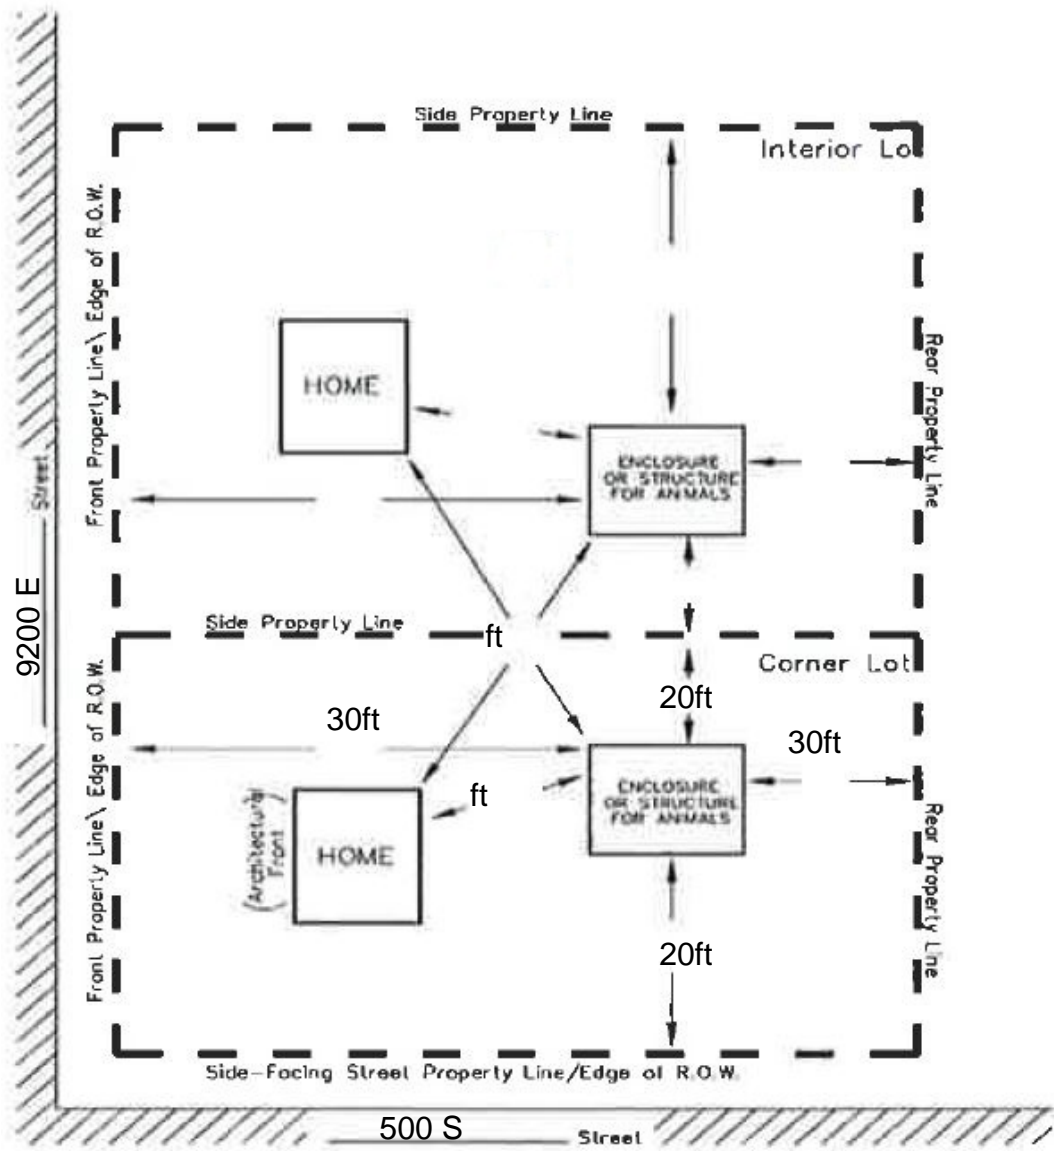 Side Property Line
Interior Lo
Front Property Line\ Edge of R.O.W.
HOME
Rear Property Line
ENCLOSURE
OR STRUCTURE
FOR ANIMALS
Street
9200 E
Side Property Line
ft
Corner Lot
Front Property Line\ Edge of R.O.W.
20ft
30ft
30ft
ft
ENCLOSURE
OR STRUCTURE
FOR ANIMALS
(Architectural
Front)
HOME
Rear Property Line
20ft
Side-Facing Street Property Line/Edge of R.O.W.
500 S
Street